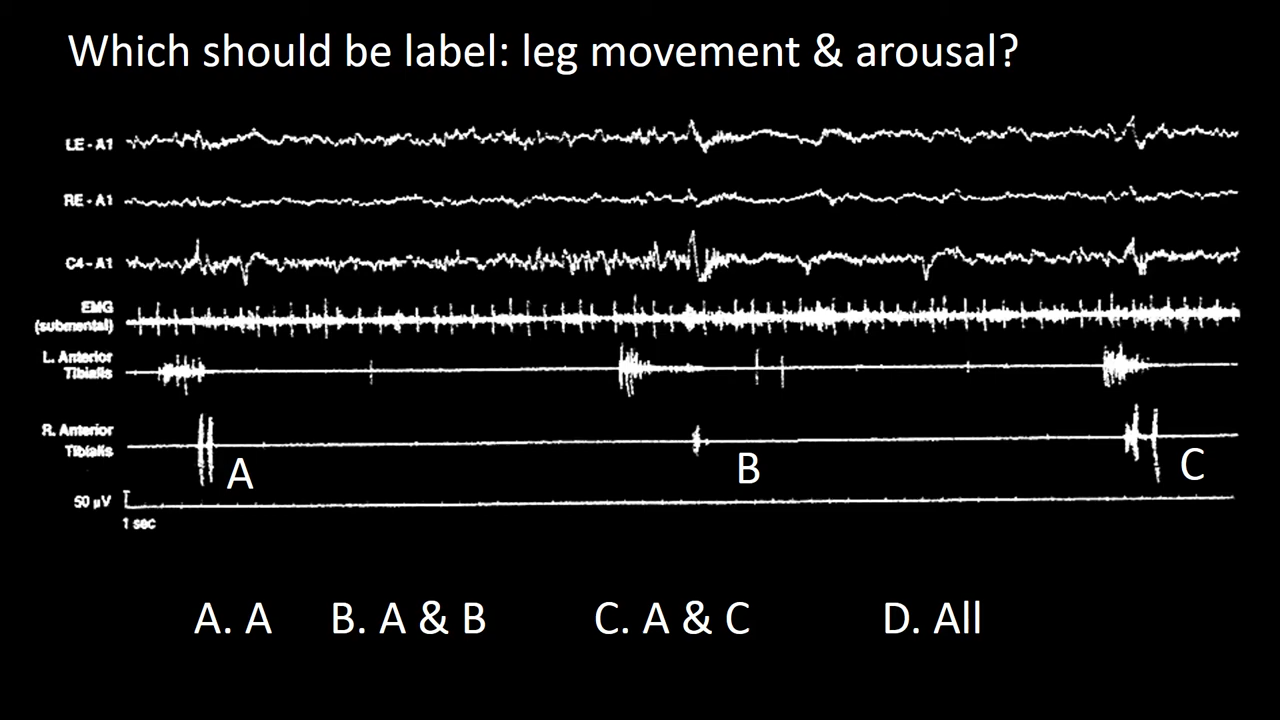 Which should be label: leg movement & arousal?
LE - A1
RE - A1
C4 - A1
EMG
(submental)
L. Anterior
Tibialis
R. Anterior
Tibialis
A
B
C
50 µV
1 sec
A. A B. A & B C. A & C D. All